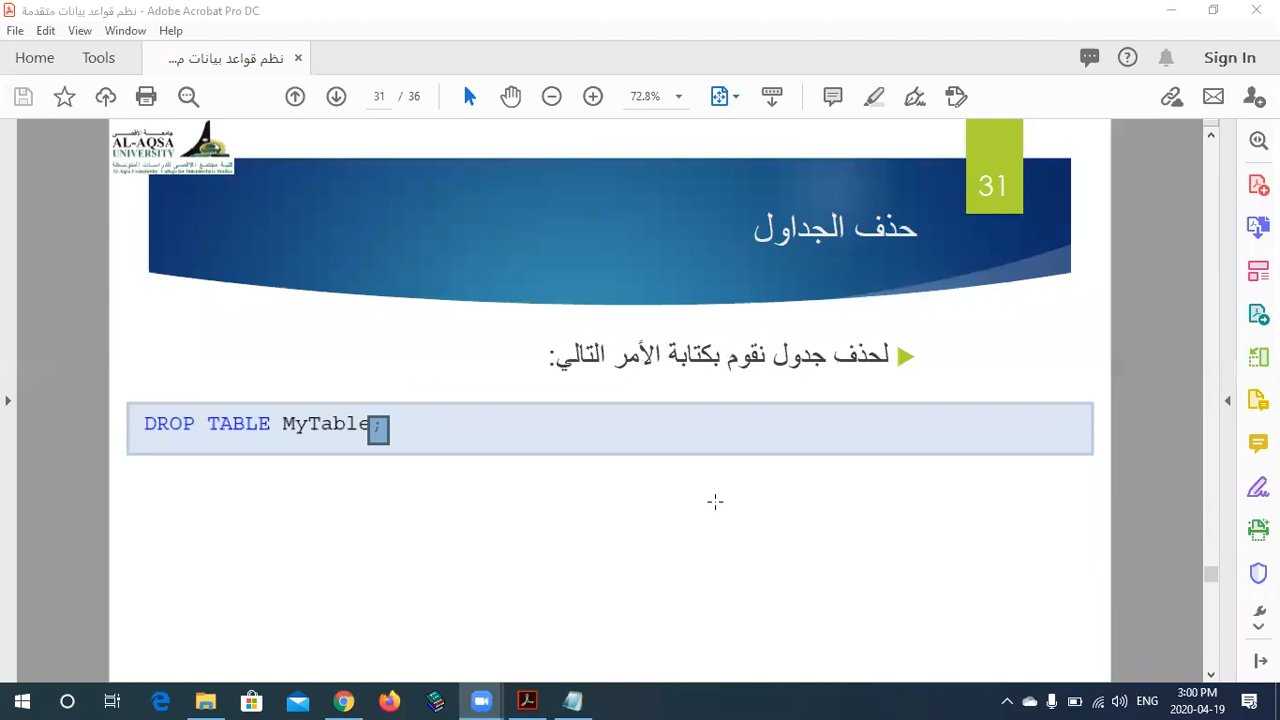 نظم قواعد بيانات متقدمة - Adobe Acrobat Pro DC
File Edit View Window Help
Home Tools نظم قواعد بيانات م... × Sign In
31 / 36 72.8%
AL-AQSA
UNIVERSITY
31
حذف الجداول
لحذف جدول نقوم بكتابة الأمر التالي:
DROP TABLE MyTable;
ENG
3:00 PM
2020-04-19